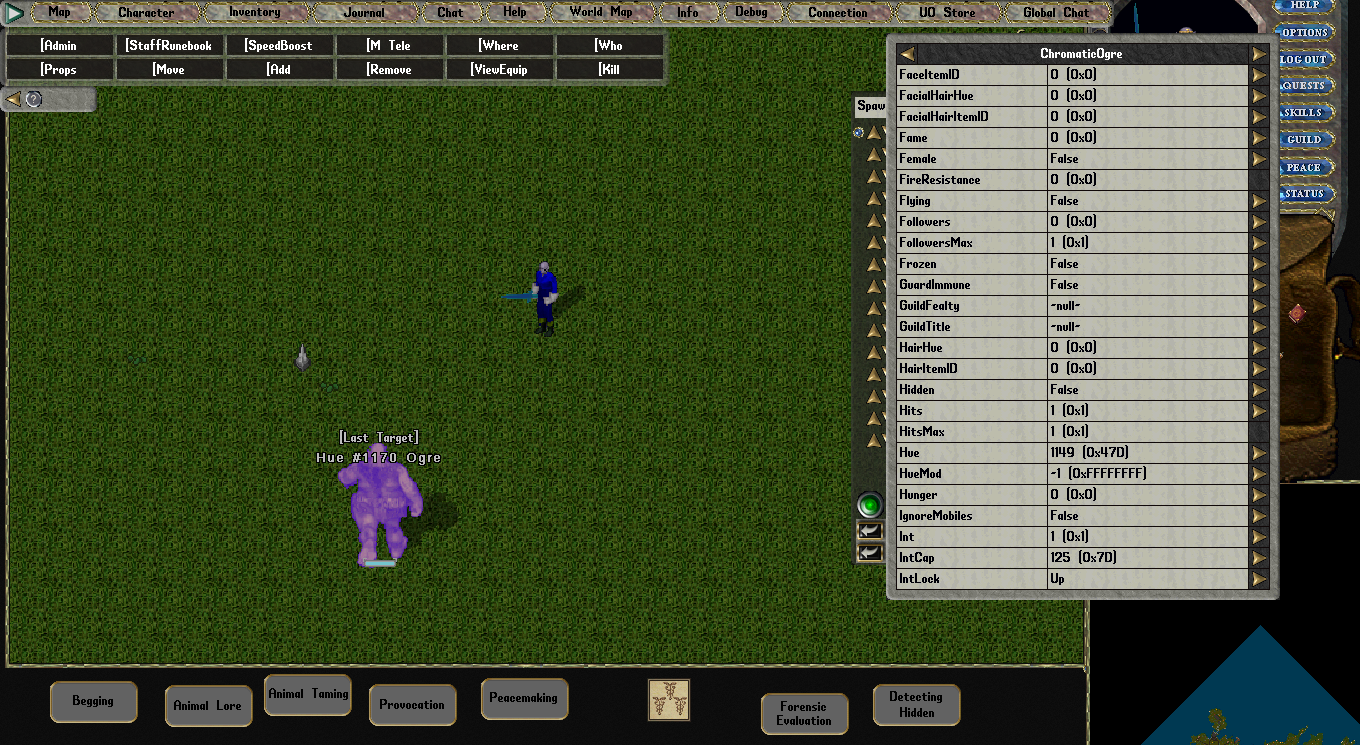 Map Character Inventory Journal Chat Help World Map Info Debug Connection UO Store Global Chat
[Admin [StaffRunebook [SpeedBoost [M Tele [Where [Who
[Props [Move [Add [Remove [ViewEquip [Kill
?
Spaw
ChromaticOgre
FaceItemID 0 (0x0)
FacialHairHue 0 (0x0)
FacialHairItemID 0 (0x0)
Fame 0 (0x0)
Female False
FireResistance 0 (0x0)
Flying False
Followers 0 (0x0)
FollowersMax 1 (0x1)
Frozen False
GuardImmune False
GuildFealty -null-
GuildTitle -null-
HairHue 0 (0x0)
HairItemID 0 (0x0)
Hidden False
Hits 1 (0x1)
HitsMax 1 (0x1)
Hue 1149 (0x47D)
HueMod -1 (0xFFFFFFFF)
Hunger 0 (0x0)
IgnoreMobiles False
Int 1 (0x1)
IntCap 125 (0x7D)
IntLock Up
HELP
OPTIONS
LOG OUT
QUESTS
SKILLS
GUILD
PEACE
STATUS
[Last Target]
Hue #1170 Ogre
Begging
Animal Lore
Animal Taming
Provocation
Peacemaking
Forensic
Evaluation
Detecting
Hidden